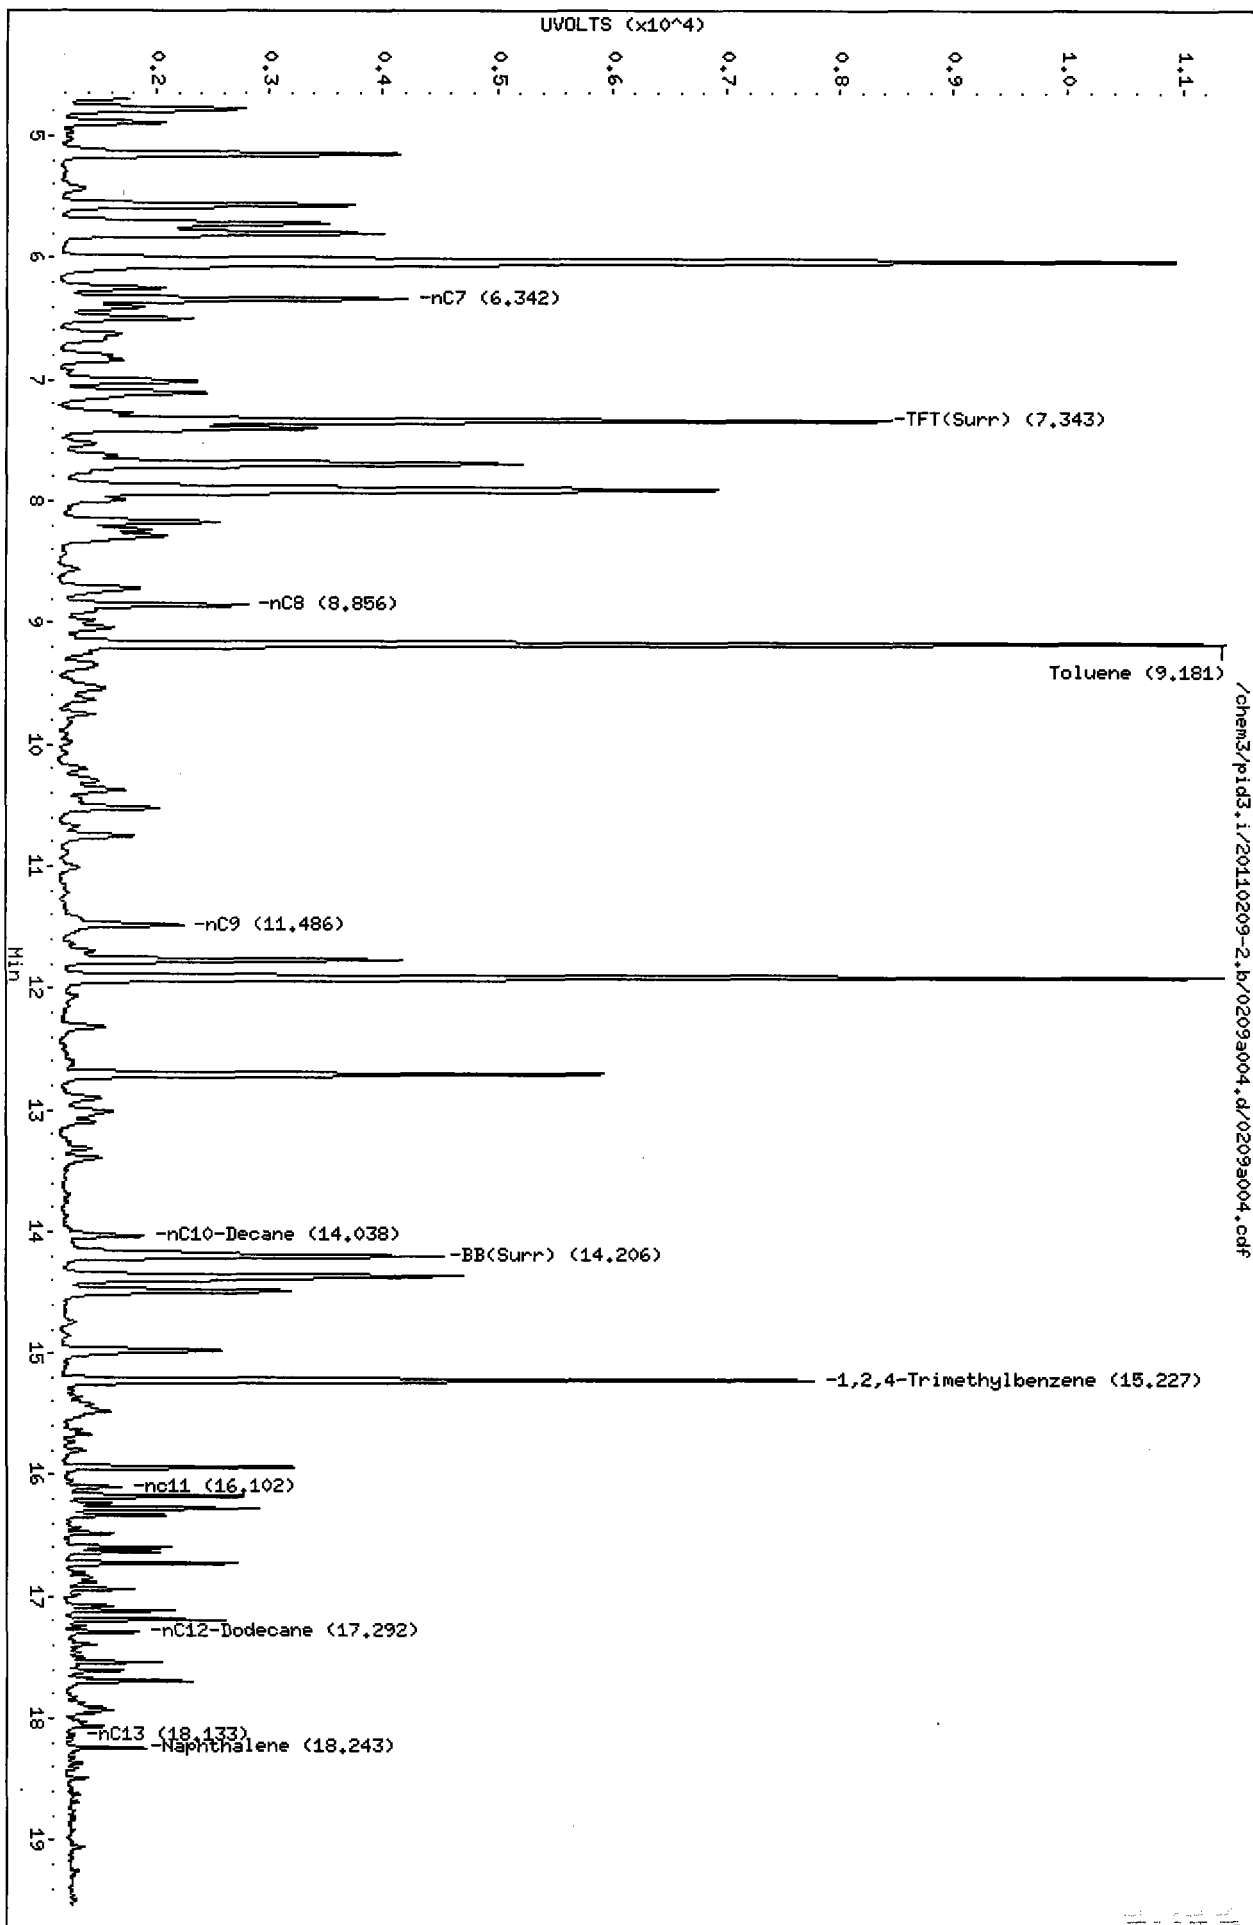 UVOLTS (x10^4)
0.2
0.3
0.4
0.5
0.6
0.7
0.8
0.9
1.0
1.1
5
6
-nC7 (6.342)
7
-TFT(Surr) (7.343)
8
-nC8 (8.856)
9
Toluene (9.181)
/chem3/pid3.i/20110209-2.b/0209a004.d/0209a004.cdf
10
11
-nC9 (11.486)
Min
12
13
14
-nC10-Decane (14.038)
-BB(Surr) (14.206)
15
-1,2,4-Trimethylbenzene (15.227)
16
-nc11 (16.102)
17
-nC12-Dodecane (17.292)
18
-nC13 (18.133)
-Naphthalene (18.243)
19